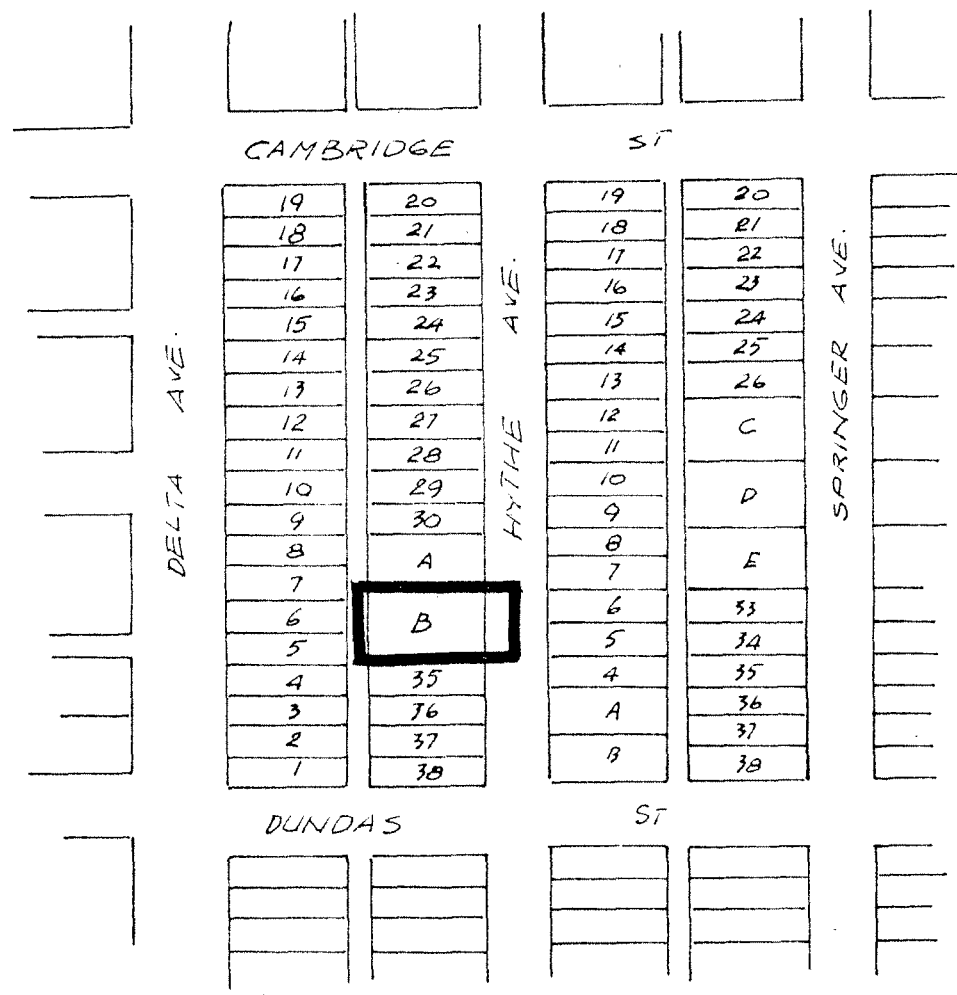 CAMBRIDGE ST
19 20 19 20
18 21 18 21
17 22 17 22
16 23 16 23
15 24 15 24
14 25 14 25
13 26 13 26
12 27 12 C
11 28 11
10 29 10 D
9 30 9
8 A 8 E
7 7
6 B 6 33
5 5 34
4 35 4 35
3 36 A 36
2 37 37
1 38 B 38
DELTA AVE.
HYTHE AVE.
SPRINGER AVE.
DUNDAS ST